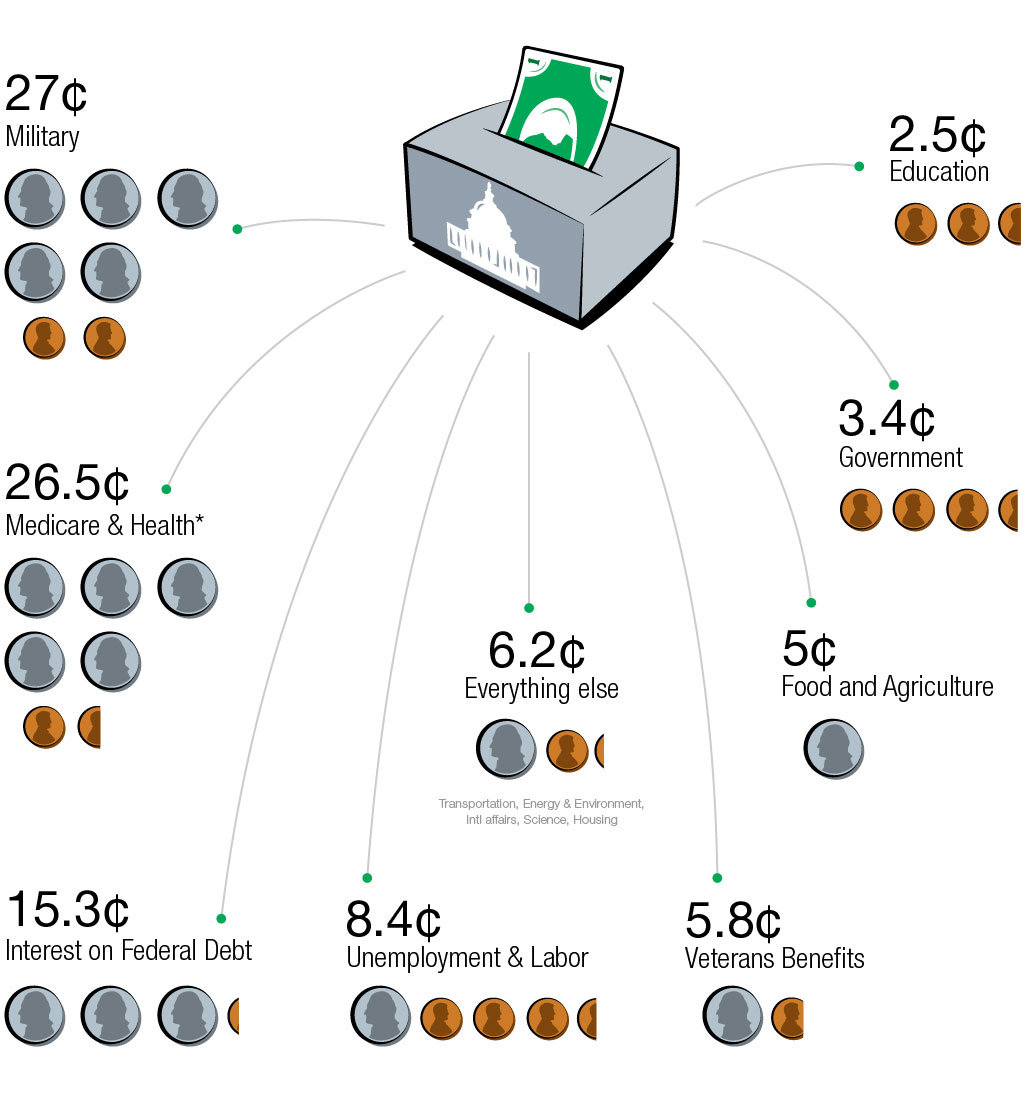 27¢
Military
2.5¢
Education
3.4¢
Government
26.5¢
Medicare & Health*
6.2¢
Everything else
Transportation, Energy & Environment,
Intl affairs, Science, Housing
5¢
Food and Agriculture
15.3¢
Interest on Federal Debt
8.4¢
Unemployment & Labor
5.8¢
Veterans Benefits